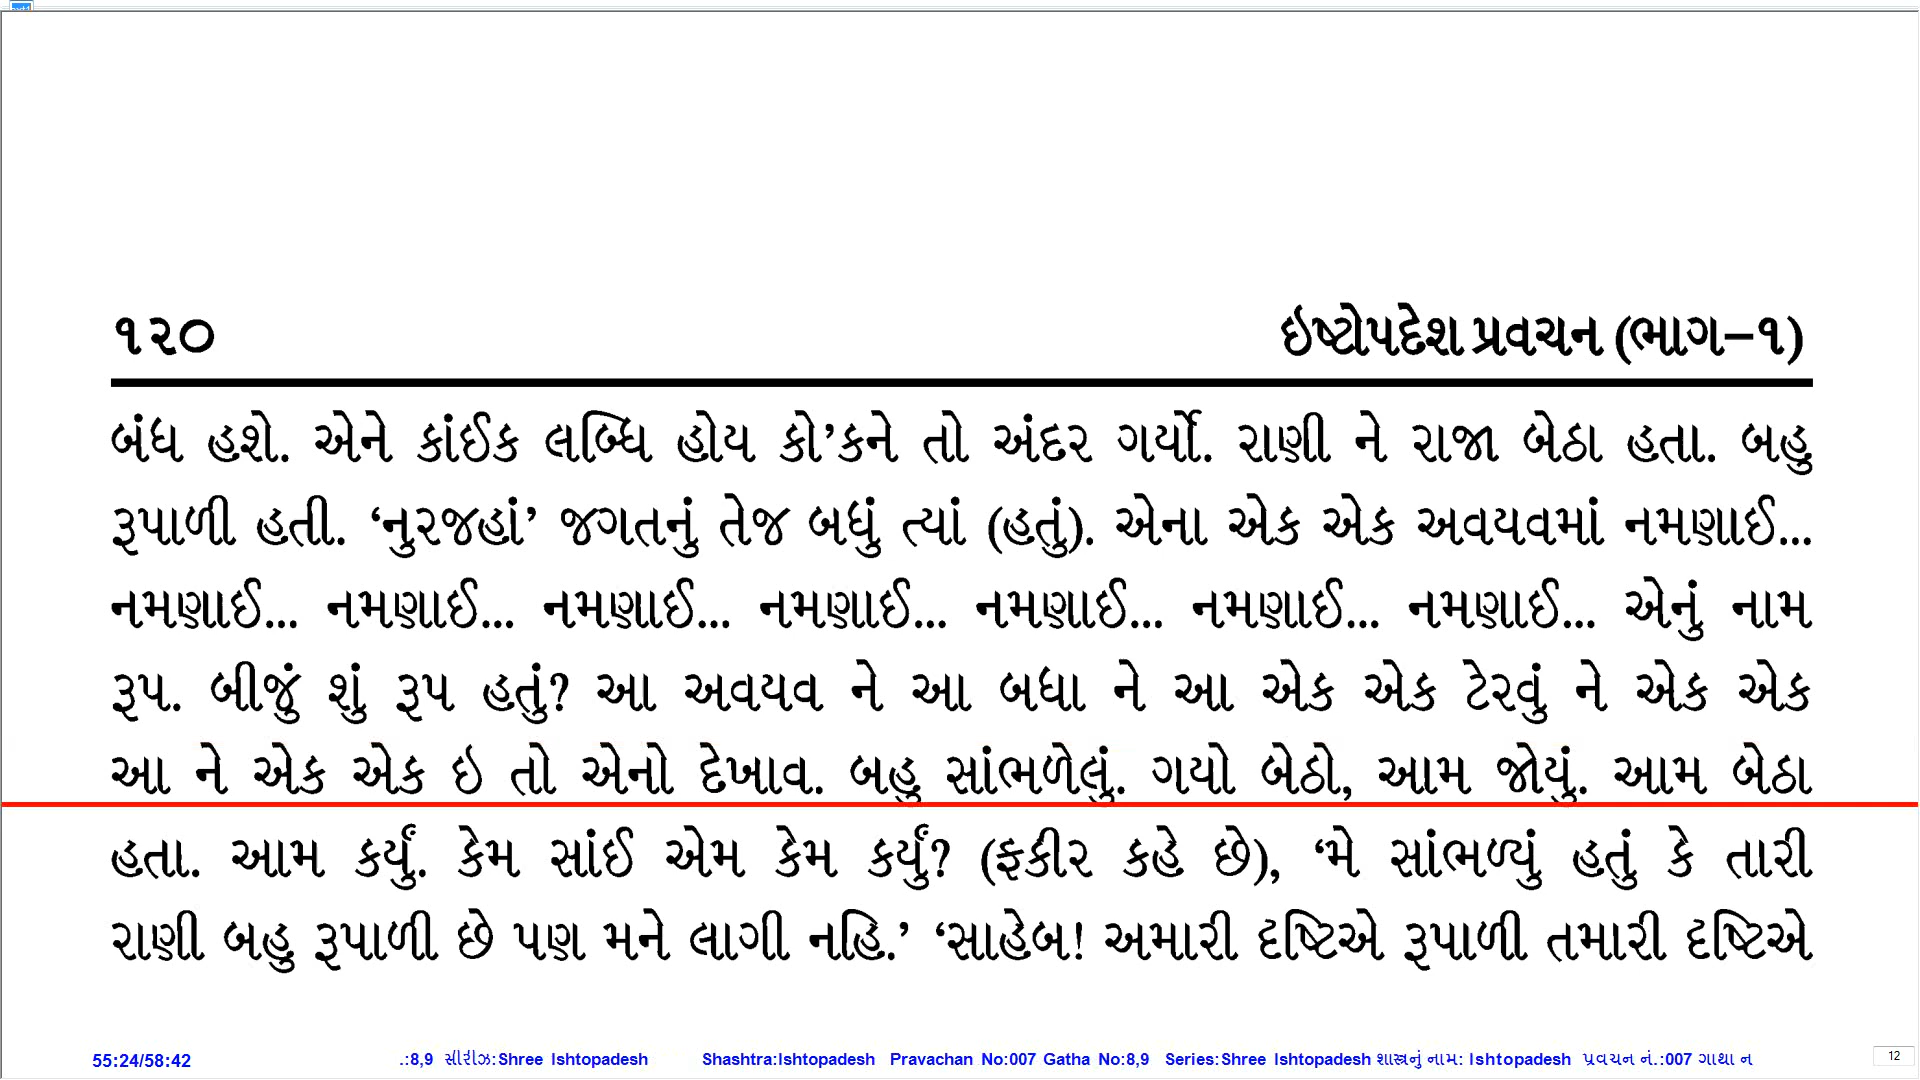 ૧૨૦
ઇષ્ટોપદેશ પ્રવચન (ભાગ–૧)
બંધ હશે. એને કાંઈક લબ્ધિ હોય કો’કને તો અંદર ગર્યો. રાણી ને રાજા બેઠા હતા. બહુ
રૂપાળી હતી. ‘નુરજહાં’ જગતનું તેજ બધું ત્યાં (હતું). એના એક એક અવયવમાં નમણાઈ...
નમણાઈ... નમણાઈ... નમણાઈ... નમણાઈ... નમણાઈ... નમણાઈ... નમણાઈ... એનું નામ
રૂપ. બીજું શું રૂપ હતું? આ અવયવ ને આ બધા ને આ એક એક ટેરવું ને એક એક
આ ને એક એક ઇ તો એનો દેખાવ. બહુ સાંભળેલું. ગયો બેઠો, આમ જોયું. આમ બેઠા
હતા. આમ કર્યું. કેમ સાંઈ એમ કેમ કર્યું? (ફકીર કહે છે), ‘મે સાંભળ્યું હતું કે તારી
રાણી બહુ રૂપાળી છે પણ મને લાગી નહિ.’ ‘સાહેબ! અમારી દૃષ્ટિએ રૂપાળી તમારી દૃષ્ટિએ
55:24/58:42
.:8,9 સીરીઝ:Shree Ishtopadesh Shashtra:Ishtopadesh Pravachan No:007 Gatha No:8,9 Series:Shree Ishtopadesh શાસ્ત્રનું નામ: Ishtopadesh પ્રવચન નં.:007 ગાથા ન
12